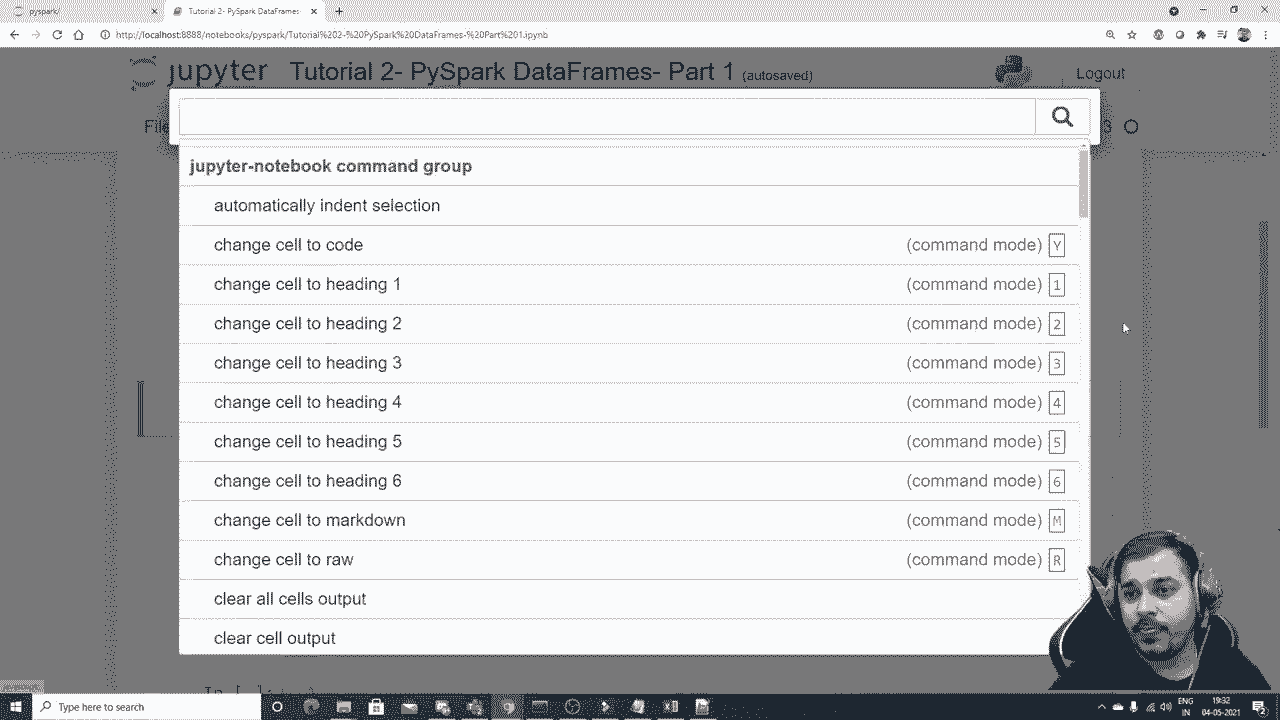 pyspark/
Tutorial 2- PySpark DataFrames-
http://localhost:8888/notebooks/pyspark/Tutorial%202-%20PySpark%20DataFrames-%20Part%201.ipynb
jupyter Tutorial 2- PySpark DataFrames- Part 1 (autosaved)
Logout
jupyter-notebook command group
automatically indent selection
change cell to code (command mode) Y
change cell to heading 1 (command mode) 1
change cell to heading 2 (command mode) 2
change cell to heading 3 (command mode) 3
change cell to heading 4 (command mode) 4
change cell to heading 5 (command mode) 5
change cell to heading 6 (command mode) 6
change cell to markdown (command mode) M
change cell to raw (command mode) R
clear all cells output
clear cell output
Type here to search
ENG
IN
19:32
04-05-2021